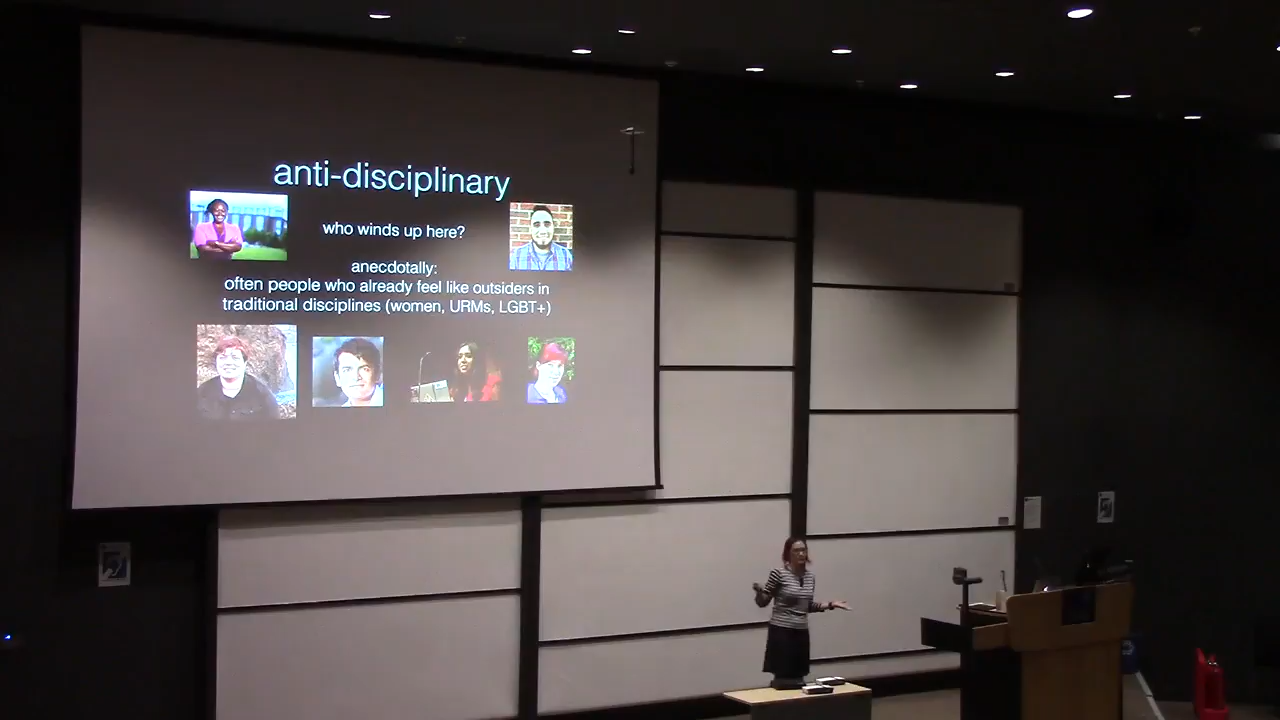 anti-disciplinary
who winds up here?
anecdotally:
often people who already feel like outsiders in
traditional disciplines (women, URMs, LGBT+)